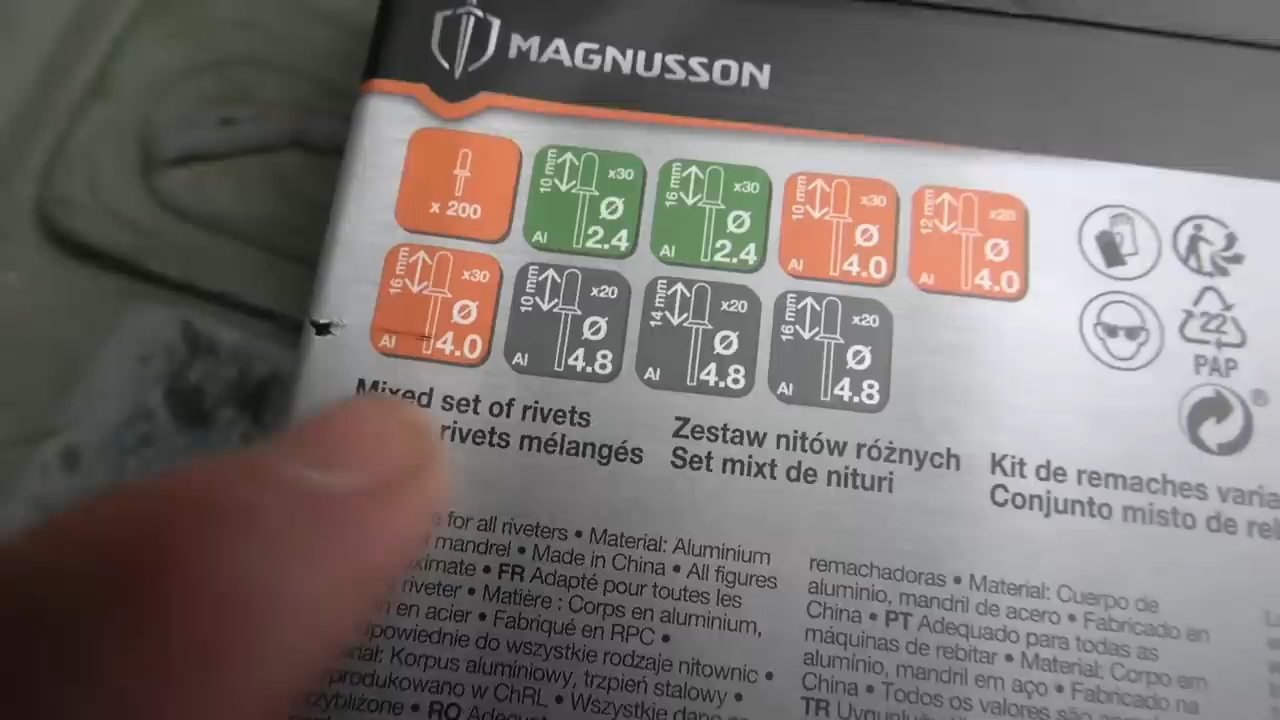 MAGNUSSON
x 200
10 mm x30 Ø Al 2.4
16 mm x30 Ø Al 2.4
10 mm x30 Ø Al 4.0
12 mm x20 Ø Al 4.0
16 mm x30 Ø Al 4.0
10 mm x20 Ø Al 4.8
14 mm x20 Ø Al 4.8
16 mm x20 Ø Al 4.8
22
PAP
®
Mixed set of rivets
rivets mélangés
Zestaw nitów różnych
Set mixt de nituri
Kit de remaches
Conjunto misto de
for all riveters • Material: Aluminium
mandrel • Made in China • All figures
• FR Adapté pour toutes les
riveter • Matière : Corps en aluminium,
en acier • Fabriqué en RPC •
do wszystkie rodzaje nitownic •
Korpus aluminiowy, trzpień stalowy •
w ChRL • Wszystkie
• RO
remachadoras • Material: Cuerpo de
aluminio, mandril de acero • Fabricado en
China • PT Adequado para todas as
máquinas de rebitar • Material: Corpo em
alumínio, mandril em aço • Fabricado na
China • Todos os valores são
TR